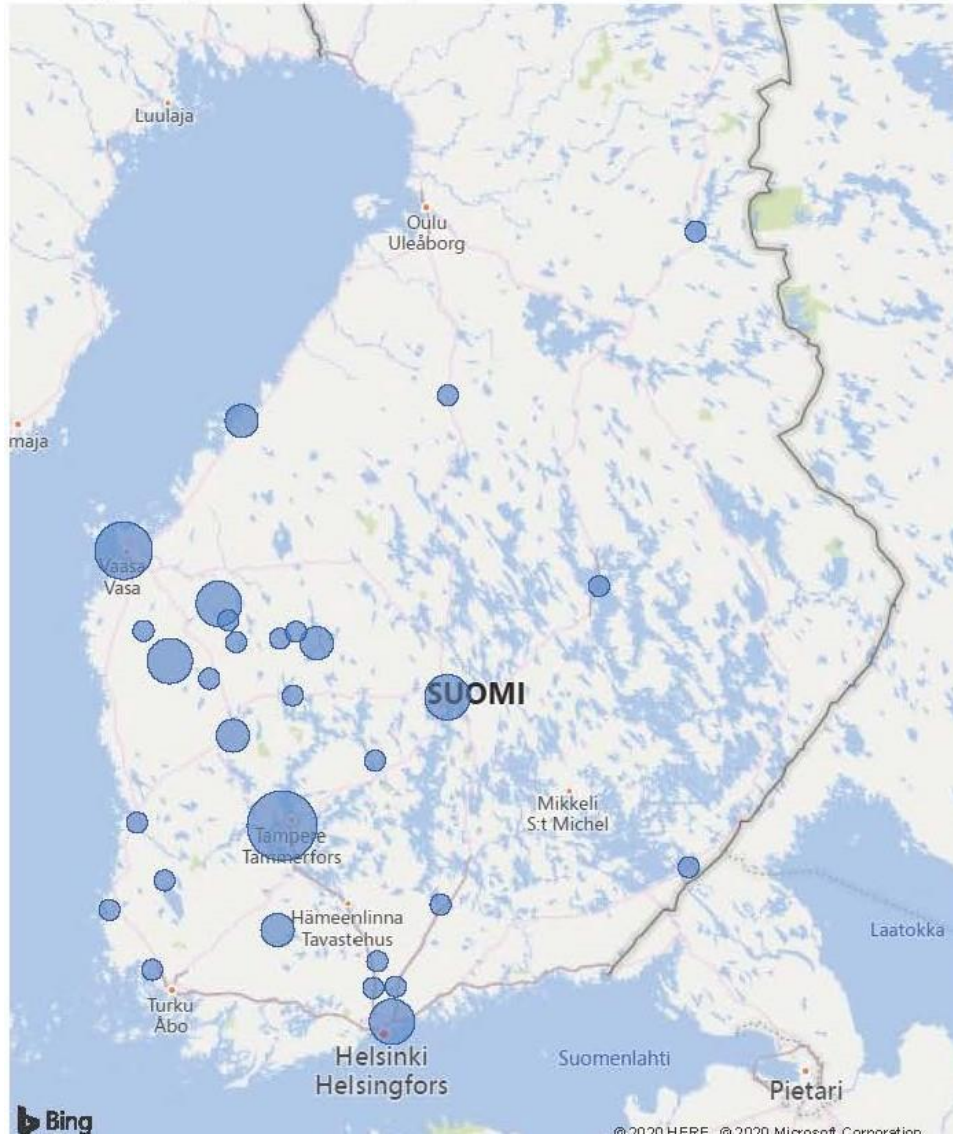 Luulaja
Oulu
Uleåborg
maja
Vaasa
Vasa
SUOMI
Mikkeli
S:t Michel
Tampere
Tammerfors
Hämeenlinna
Tavastehus
Laatokka
Turku
Åbo
Helsinki
Helsingfors
Suomenlahti
Pietari
Bing
© 2020 HERE, © 2020 Microsoft Corporation